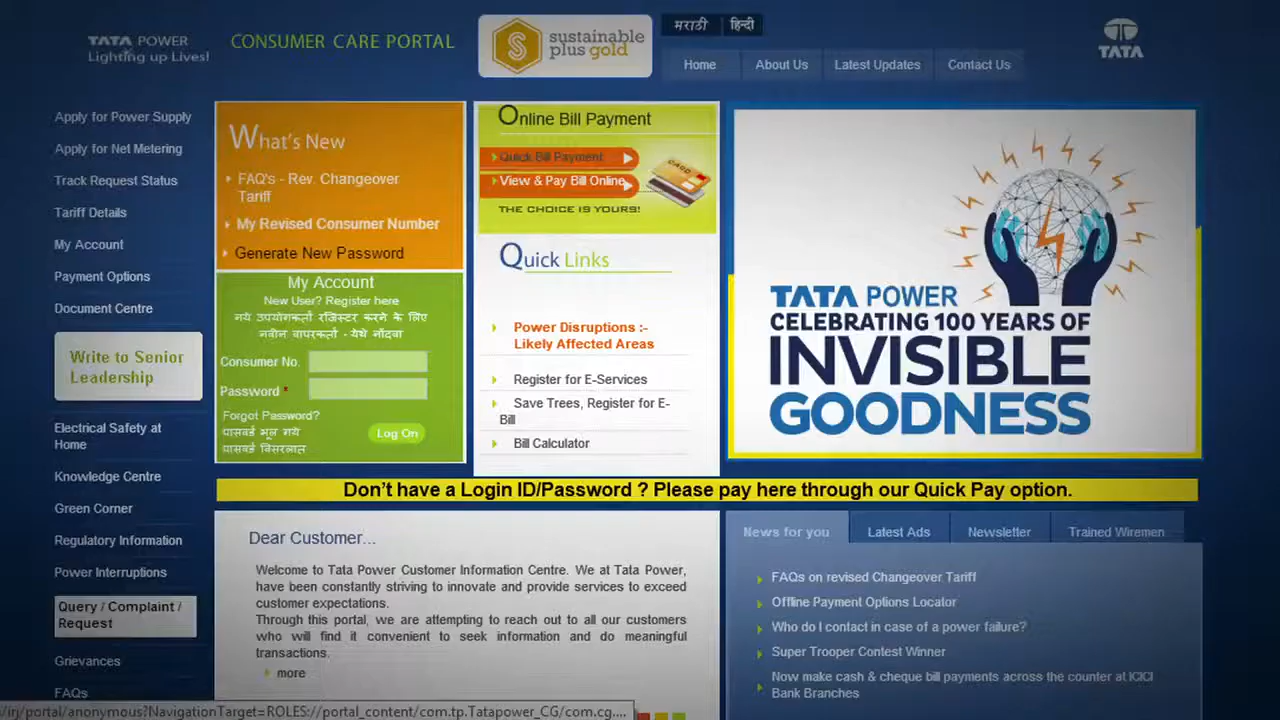 TATA POWER
Lighting up Lives!
CONSUMER CARE PORTAL
sustainable
plus gold
मराठी
हिन्दी
TATA
Home
About Us
Latest Updates
Contact Us
Apply for Power Supply
Apply for Net Metering
Track Request Status
Tariff Details
My Account
Payment Options
Document Centre
Write to Senior
Leadership
Electrical Safety at
Home
Knowledge Centre
Green Corner
Regulatory Information
Power Interruptions
Query / Complaint /
Request
Grievances
FAQs
What's New
FAQ's - Rev. Changeover
Tariff
My Revised Consumer Number
Generate New Password
My Account
New User? Register here
नये उपयोगकर्ता रजिस्टर करने के लिए
नवीन वापरकर्ता - येथे नोंदवा
Consumer No.
Password *
Forgot Password?
पासवर्ड भूल गये
पासवर्ड विसरलात
Log On
Online Bill Payment
Quick Bill Payment
View & Pay Bill Online
THE CHOICE IS YOURS!
Quick Links
Power Disruptions :-
Likely Affected Areas
Register for E-Services
Save Trees, Register for E-
Bill
Bill Calculator
TATA POWER
CELEBRATING 100 YEARS OF
INVISIBLE
GOODNESS
Don't have a Login ID/Password ? Please pay here through our Quick Pay option.
Dear Customer...
Welcome to Tata Power Customer Information Centre. We at Tata Power,
have been constantly striving to innovate and provide services to exceed
customer expectations.
Through this portal, we are attempting to reach out to all our customers
who will find it convenient to seek information and do meaningful
transactions.
more
News for you
Latest Ads
Newsletter
Trained Wiremen
FAQs on revised Changeover Tariff
Offline Payment Options Locator
Who do I contact in case of a power failure?
Super Trooper Contest Winner
Now make cash & cheque bill payments across the counter at ICICI
Bank Branches
/irj/portal/anonymous?NavigationTarget=ROLES://portal_content/com.tp.Tatapower_CG/com.cg....